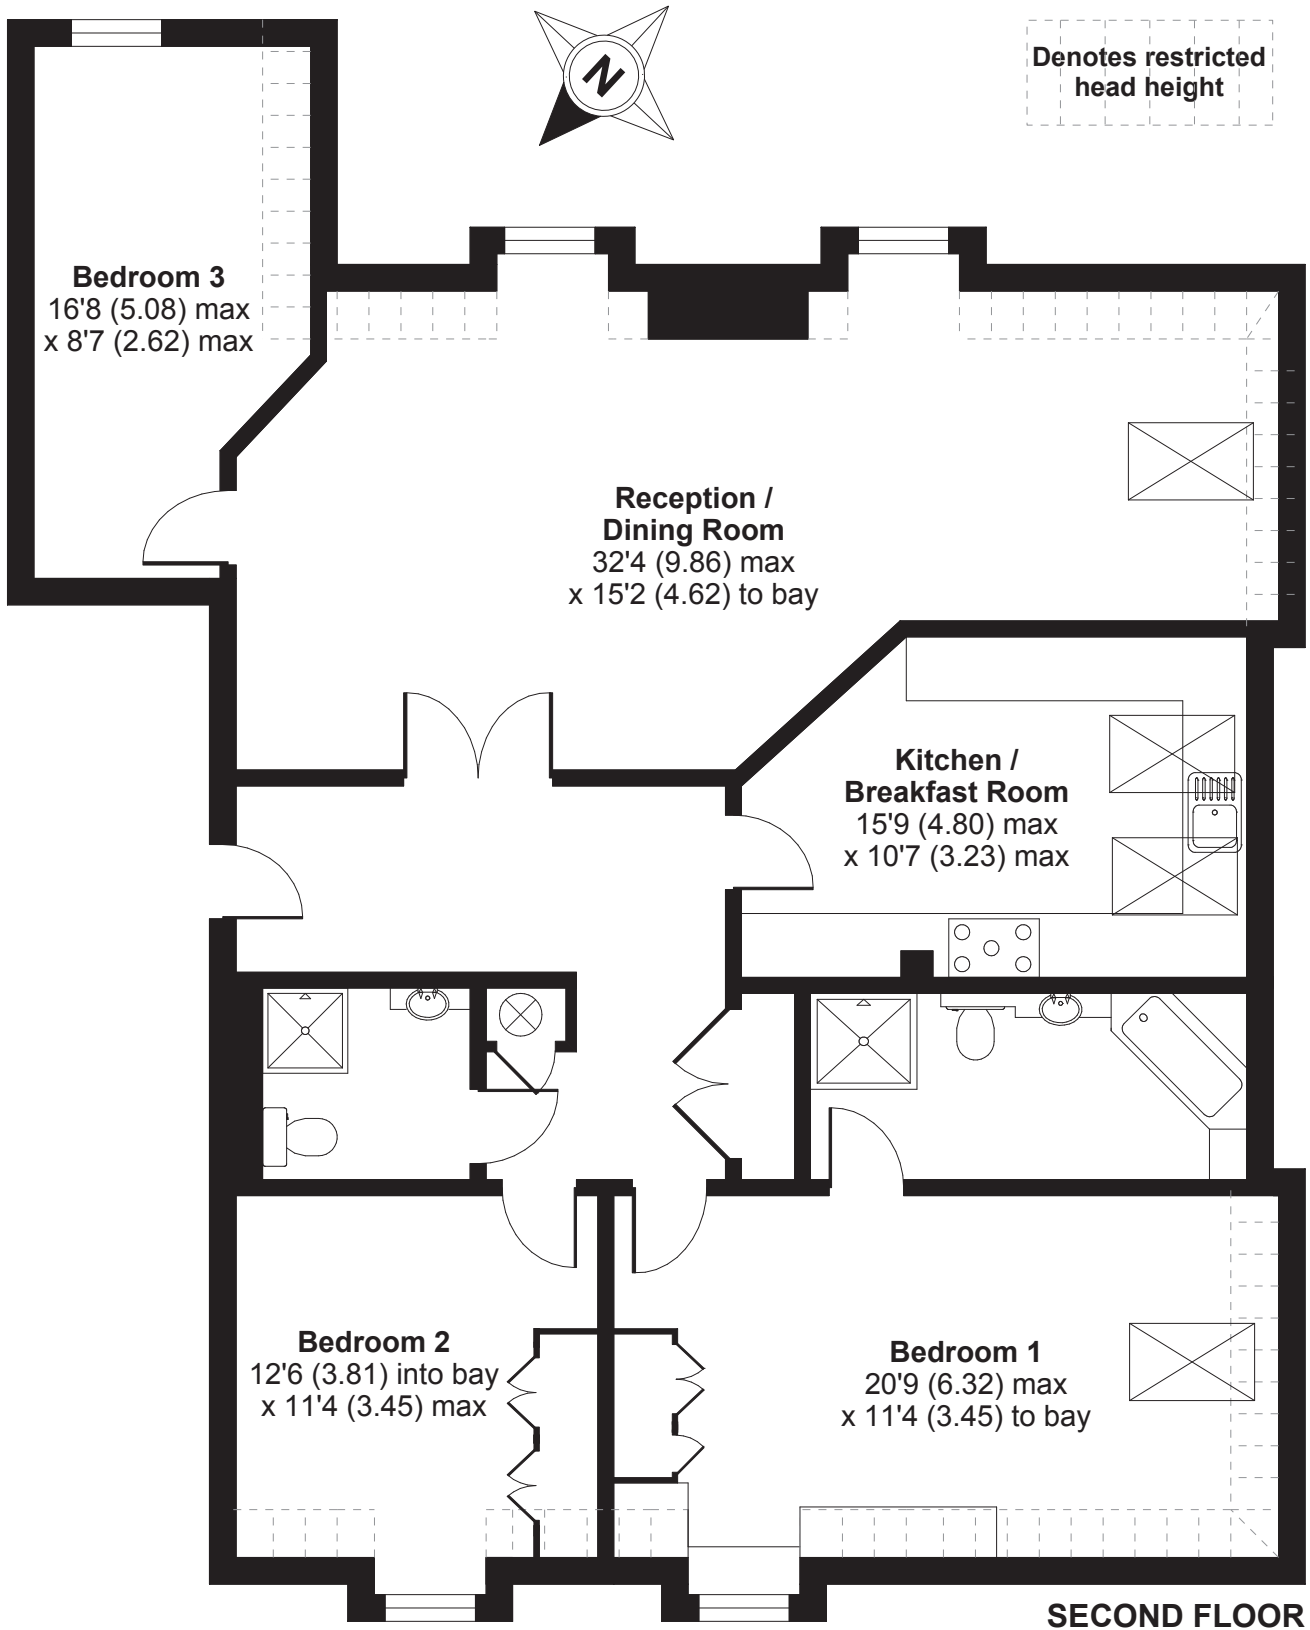 N
Denotes restricted
head height
Bedroom 3
16'8 (5.08) max
x 8'7 (2.62) max
Reception /
Dining Room
32'4 (9.86) max
x 15'2 (4.62) to bay
Kitchen /
Breakfast Room
15'9 (4.80) max
x 10'7 (3.23) max
Bedroom 2
12'6 (3.81) into bay
x 11'4 (3.45) max
Bedroom 1
20'9 (6.32) max
x 11'4 (3.45) to bay
SECOND FLOOR